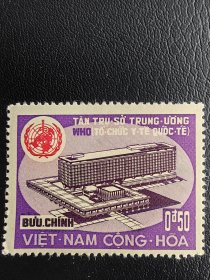 TÂN TRỤ-SỞ TRUNG-ƯƠNG
WHO (TỔ-CHỨC Y-TẾ QUỐC-TẾ)
BƯU-CHÍNH
0đ50
VIỆT-NAM CỘNG-HÒA